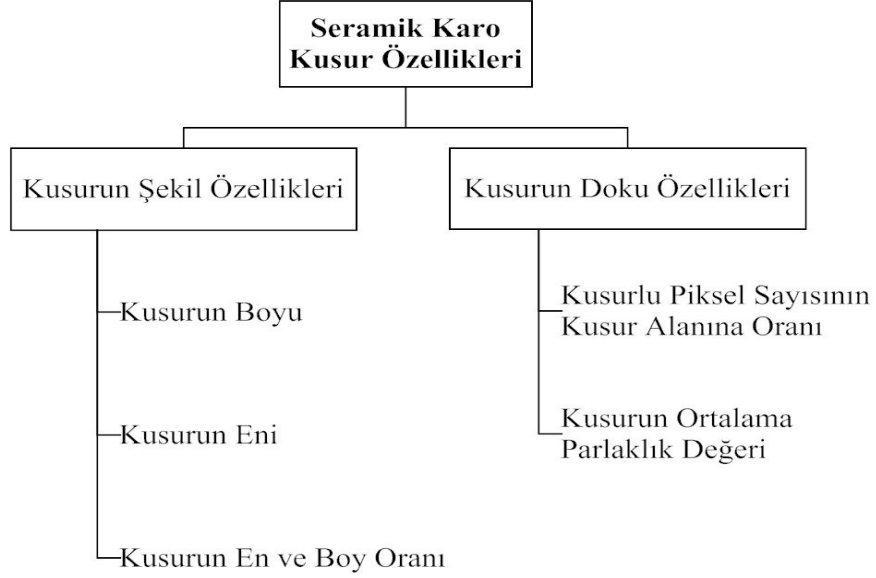 Seramik Karo
Kusur Özellikleri
Kusurun Şekil Özellikleri
Kusurun Boyu
Kusurun Eni
Kusurun En ve Boy Oranı
Kusurun Doku Özellikleri
Kusurlu Piksel Sayısının
Kusur Alanına Oranı
Kusurun Ortalama
Parlaklık Değeri